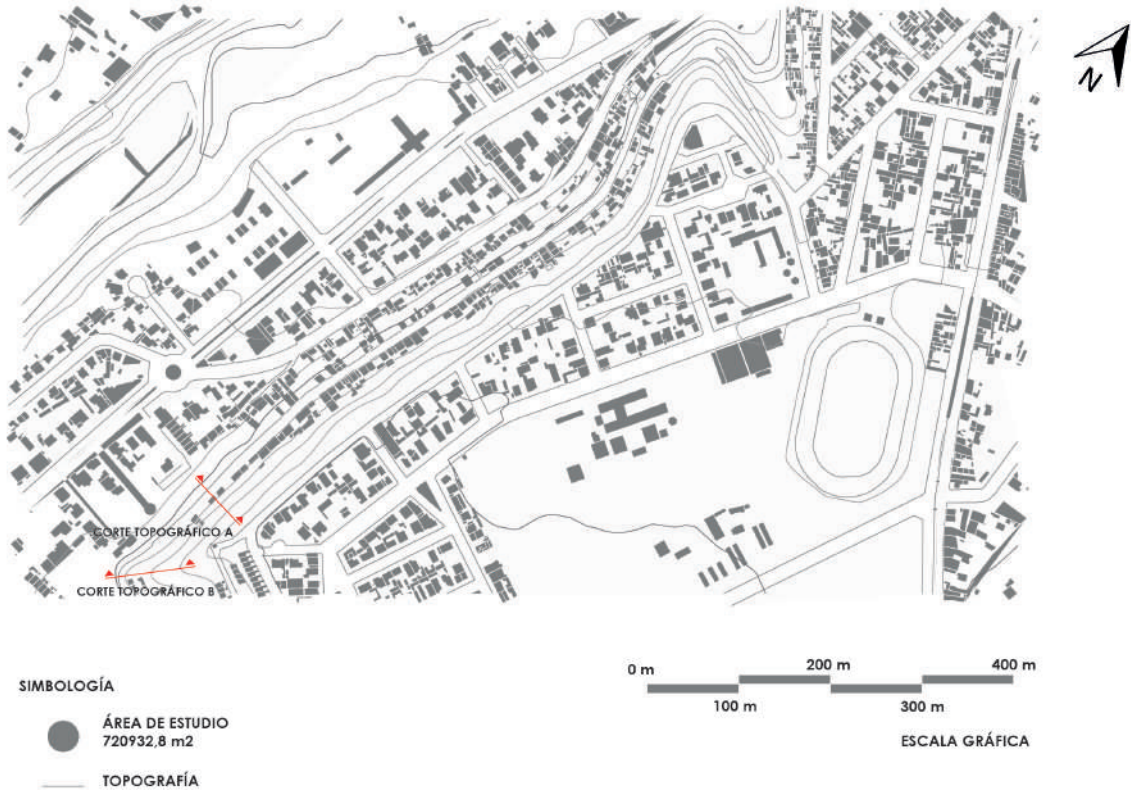 N
CORTE TOPOGRÁFICO A
CORTE TOPOGRÁFICO B
SIMBOLOGÍA
ÁREA DE ESTUDIO
720932,8 m2
TOPOGRAFÍA
0 m
200 m
400 m
100 m
300 m
ESCALA GRÁFICA